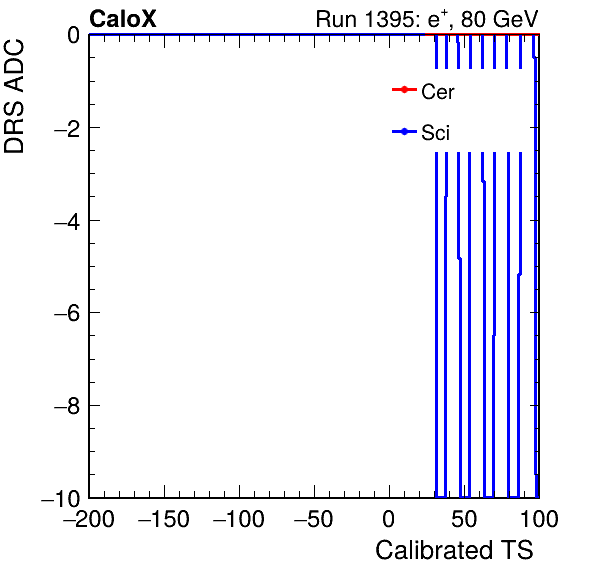 CaloX Run 1395: e+, 80 GeV
DRS ADC
0
−2
−4
−6
−8
−10
Cer
Sci
−200 −150 −100 −50 0 50 100
Calibrated TS